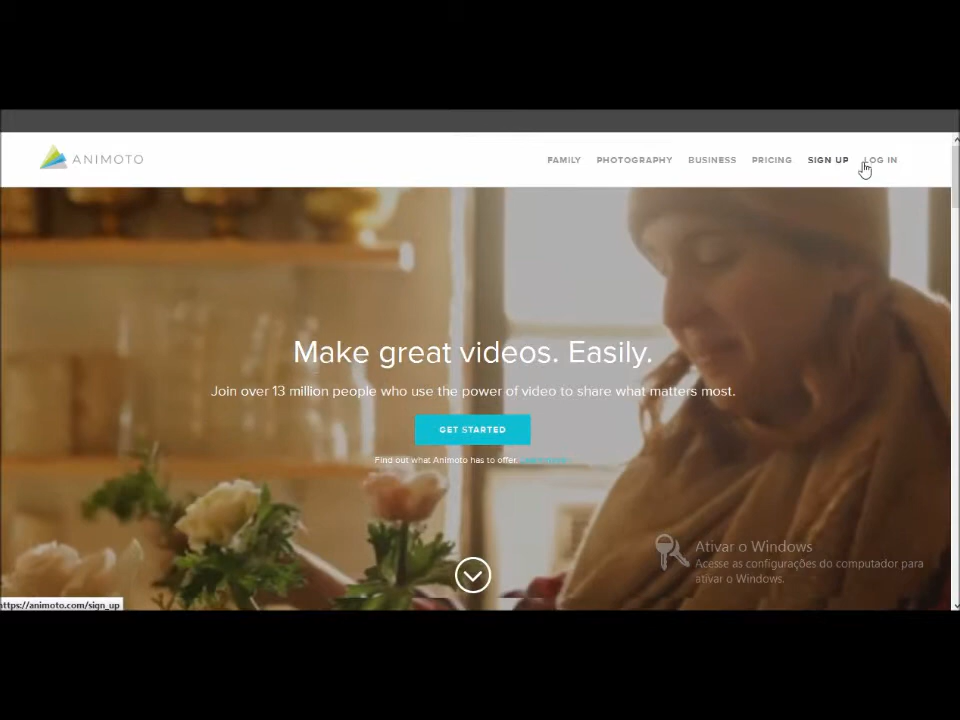 ANIMOTO
FAMILY PHOTOGRAPHY BUSINESS PRICING SIGN UP LOG IN
Make great videos. Easily.
Join over 13 million people who use the power of video to share what matters most.
GET STARTED
Find out what Animoto has to offer.
Ativar o Windows
Acesse as configurações do computador para
ativar o Windows.
https://animoto.com/sign_up